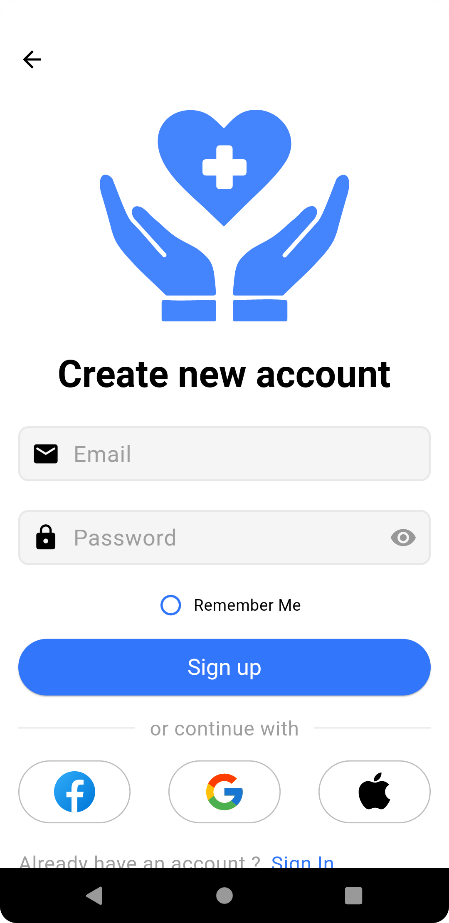 Create new account
Email
Password
Remember Me
Sign up
or continue with
Already have an account ? Sign In